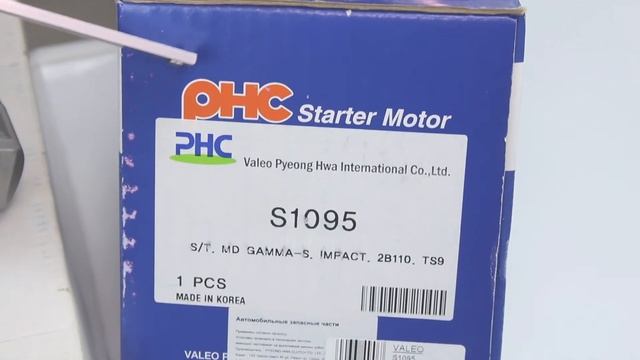 PHC Starter Motor
PHC Valeo Pyeong Hwa International Co.,Ltd.
S1095
S/T, MD GAMMA-S, IMPACT, 2B110, TS9
1 PCS
MADE IN KOREA
Автомобильные запасные части
VALEO
S1095
VALEO